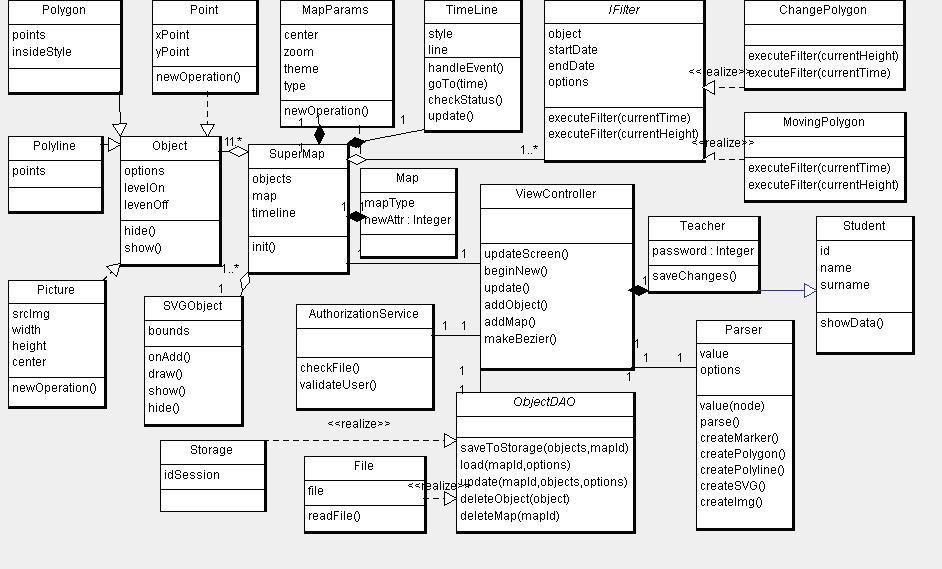 Polygon
points
insideStyle
Point
xPoint
yPoint
newOperation()
MapParams
center
zoom
theme
type
newOperation()
1
TimeLine
style
line
handleEvent()
goTo(time)
checkStatus()
update()
1
IFilter
object
startDate
endDate
options
executeFilter(currentTime)
executeFilter(currentHeight)
1..*
ChangePolygon
executeFilter(currentHeight)
executeFilter(currentTime)
<<realize>>
MovingPolygon
executeFilter(currentTime)
executeFilter(currentHeight)
<<realize>>
Polyline
points
Object
options
levelOn
levenOff
hide()
show()
1
1..*
1
SuperMap
objects
map
timeline
init()
1
1
Map
mapType
newAttr : Integer
1
1
ViewController
updateScreen()
beginNew()
update()
addObject()
addMap()
makeBezier()
Teacher
password : Integer
saveChanges()
1
1
Student
id
name
surname
showData()
Picture
srcImg
width
height
center
newOperation()
1..*
1
SVGObject
bounds
onAdd()
draw()
show()
hide()
AuthorizationService
checkFile()
validateUser()
1
1
1
1
1
1
1
Parser
value
options
value(node)
parse()
createMarker()
createPolygon()
createPolyline()
createSVG()
createImg()
ObjectDAO
saveToStorage(objects,mapId)
load(mapId,options)
update(mapId,objects,options)
deleteObject(object)
deleteMap(mapId)
<<realize>>
Storage
idSession
File
file
readFile()
<<realize>>